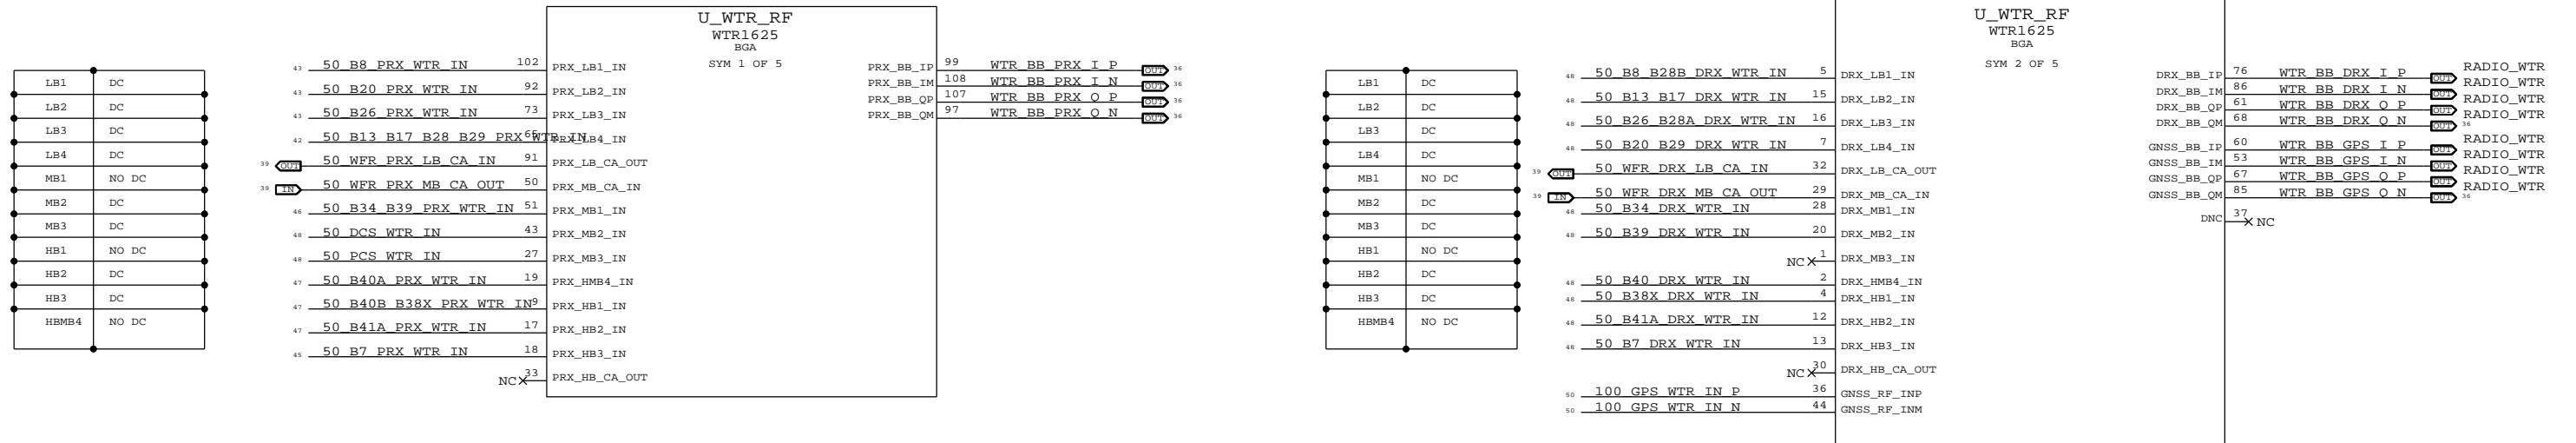 U_WTR_RF
WTR1625
BGA
SYM 1 OF 5
LB1 DC
LB2 DC
LB3 DC
LB4 DC
MB1 NO DC
MB2 DC
MB3 DC
HB1 NO DC
HB2 DC
HB3 DC
HBMB4 NO DC
43 50_B8_PRX_WTR_IN 102 PRX_LB1_IN
43 50_B20_PRX_WTR_IN 92 PRX_LB2_IN
43 50_B26_PRX_WTR_IN 73 PRX_LB3_IN
42 50_B13_B17_B28_B29_PRX_WTR_IN 65 PRX_LB4_IN
39 OUT 50_WFR_PRX_LB_CA_IN 91 PRX_LB_CA_OUT
39 IN 50_WFR_PRX_MB_CA_OUT 50 PRX_MB_CA_IN
46 50_B34_B39_PRX_WTR_IN 51 PRX_MB1_IN
48 50_DCS_WTR_IN 43 PRX_MB2_IN
48 50_PCS_WTR_IN 27 PRX_MB3_IN
47 50_B40A_PRX_WTR_IN 19 PRX_HMB4_IN
47 50_B40B_B38X_PRX_WTR_IN 9 PRX_HB1_IN
47 50_B41A_PRX_WTR_IN 17 PRX_HB2_IN
45 50_B7_PRX_WTR_IN 18 PRX_HB3_IN
NC 33 PRX_HB_CA_OUT
PRX_BB_IP 99 WTR_BB_PRX_I_P OUT 36
PRX_BB_IM 108 WTR_BB_PRX_I_N OUT 36
PRX_BB_QP 107 WTR_BB_PRX_Q_P OUT 36
PRX_BB_QM 97 WTR_BB_PRX_Q_N OUT 36
U_WTR_RF
WTR1625
BGA
SYM 2 OF 5
LB1 DC
LB2 DC
LB3 DC
LB4 DC
MB1 NO DC
MB2 DC
MB3 DC
HB1 NO DC
HB2 DC
HB3 DC
HBMB4 NO DC
48 50_B8_B28B_DRX_WTR_IN 5 DRX_LB1_IN
48 50_B13_B17_DRX_WTR_IN 15 DRX_LB2_IN
48 50_B26_B28A_DRX_WTR_IN 16 DRX_LB3_IN
48 50_B20_B29_DRX_WTR_IN 7 DRX_LB4_IN
39 OUT 50_WFR_DRX_LB_CA_IN 32 DRX_LB_CA_OUT
39 IN 50_WFR_DRX_MB_CA_OUT 29 DRX_MB_CA_IN
48 50_B34_DRX_WTR_IN 28 DRX_MB1_IN
48 50_B39_DRX_WTR_IN 20 DRX_MB2_IN
NC 1 DRX_MB3_IN
48 50_B40_DRX_WTR_IN 2 DRX_HMB4_IN
48 50_B38X_DRX_WTR_IN 4 DRX_HB1_IN
48 50_B41A_DRX_WTR_IN 12 DRX_HB2_IN
48 50_B7_DRX_WTR_IN 13 DRX_HB3_IN
NC 30 DRX_HB_CA_OUT
50 100_GPS_WTR_IN_P 36 GNSS_RF_INP
50 100_GPS_WTR_IN_N 44 GNSS_RF_INM
DRX_BB_IP 76 WTR_BB_DRX_I_P OUT RADIO_WTR
DRX_BB_IM 86 WTR_BB_DRX_I_N OUT RADIO_WTR
DRX_BB_QP 61 WTR_BB_DRX_Q_P OUT RADIO_WTR
DRX_BB_QM 68 WTR_BB_DRX_Q_N OUT 36 RADIO_WTR
GNSS_BB_IP 60 WTR_BB_GPS_I_P OUT RADIO_WTR
GNSS_BB_IM 53 WTR_BB_GPS_I_N OUT RADIO_WTR
GNSS_BB_QP 67 WTR_BB_GPS_Q_P OUT RADIO_WTR
GNSS_BB_QM 85 WTR_BB_GPS_Q_N OUT 36 RADIO_WTR
DNC 37 NC